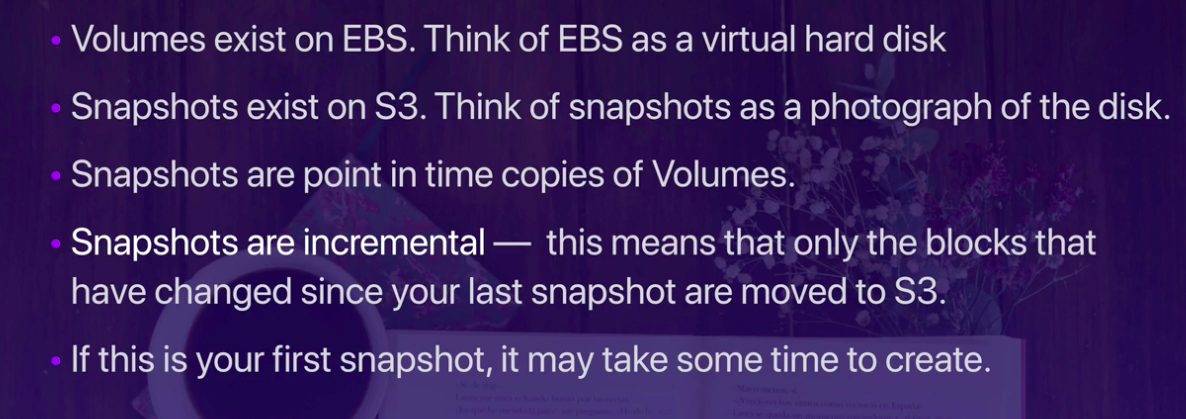 • Volumes exist on EBS. Think of EBS as a virtual hard disk
• Snapshots exist on S3. Think of snapshots as a photograph of the disk.
• Snapshots are point in time copies of Volumes.
• Snapshots are incremental — this means that only the blocks that
have changed since your last snapshot are moved to S3.
• If this is your first snapshot, it may take some time to create.